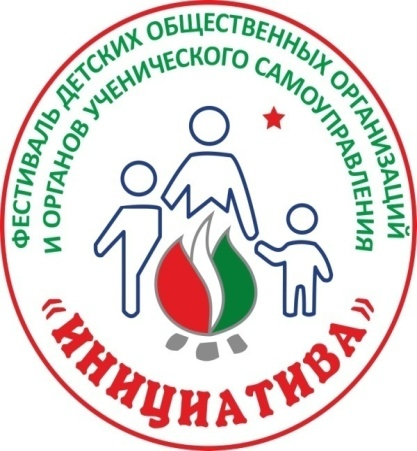 ФЕСТИВАЛЬ ДЕТСКИХ ОБЩЕСТВЕННЫХ ОРГАНИЗАЦИЙ
И ОРГАНОВ УЧЕНИЧЕСКОГО САМОУПРАВЛЕНИЯ
«ИНИЦИАТИВА»